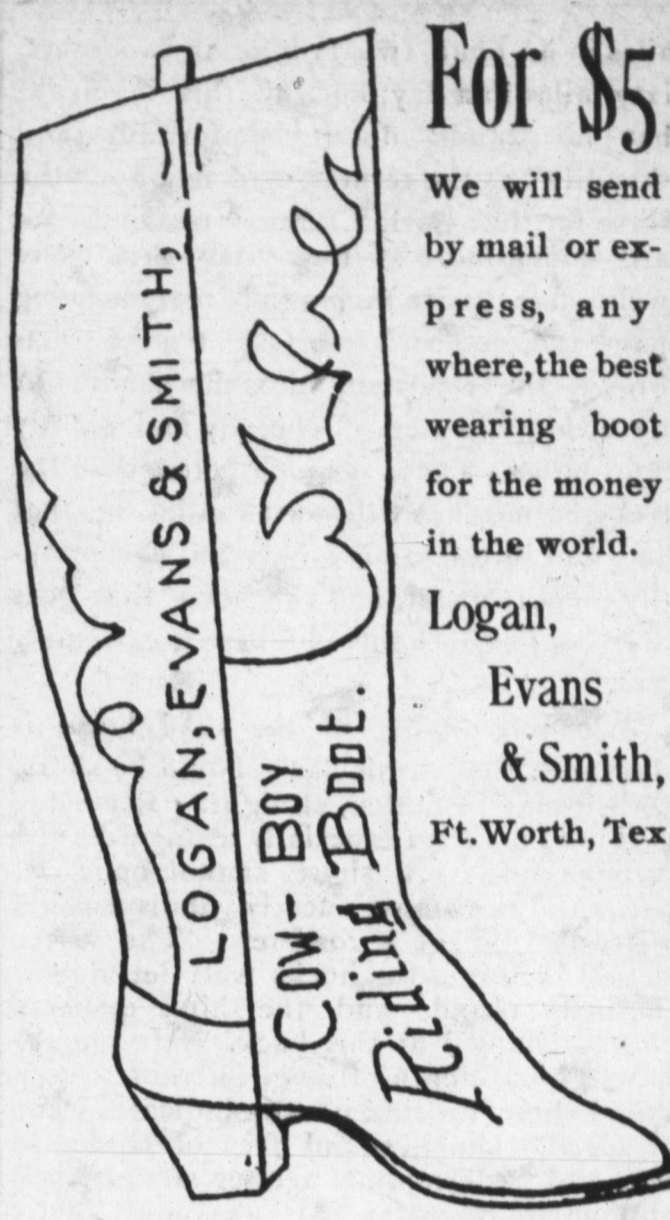 For $5
We will send
by mail or ex-
press, any
where, the best
wearing boot
for the money
in the world.
Logan,
Evans
& Smith,
Ft. Worth, Tex
LOGAN, EVANS & SMITH,
COW-BOY
Riding Boot.